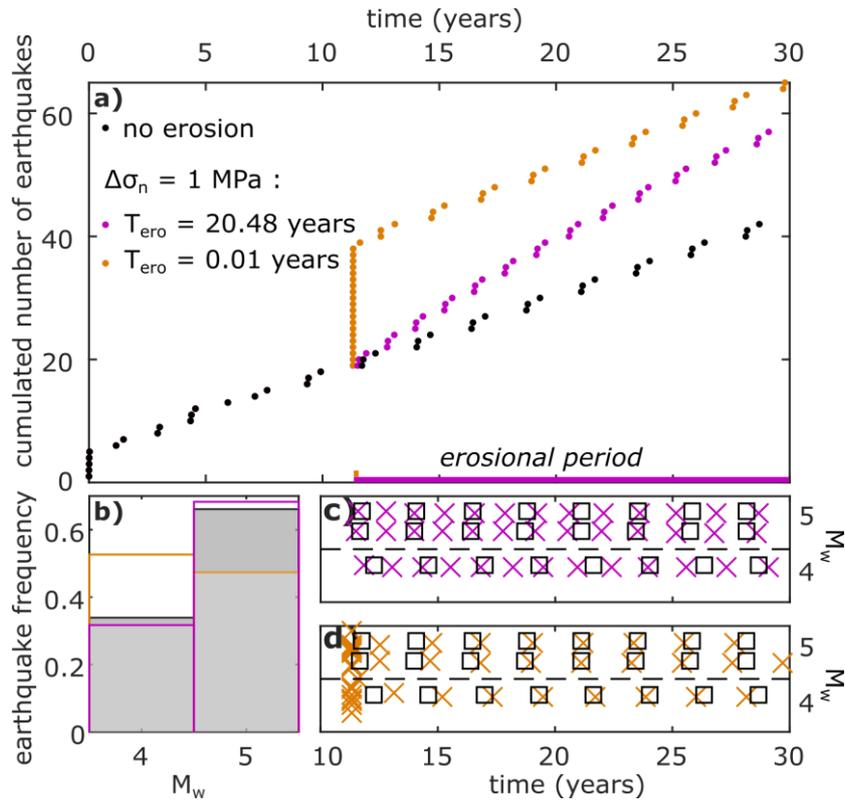 time (years)
0 5 10 15 20 25 30
cumulated number of earthquakes
60
40
20
0
a)
no erosion
Δσn = 1 MPa :
Tero = 20.48 years
Tero = 0.01 years
erosional period
earthquake frequency
0.6
0.4
0.2
0
b)
4 5
Mw
c)
5
4
Mw
d)
5
4
Mw
10 15 20 25 30
time (years)